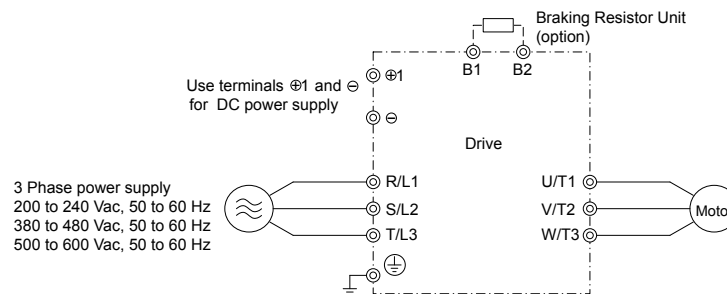 Braking Resistor Unit
(option)
B1 B2
⊕1
Use terminals ⊕1 and ⊖
for DC power supply
⊖
Drive
3 Phase power supply
200 to 240 Vac, 50 to 60 Hz
380 to 480 Vac, 50 to 60 Hz
500 to 600 Vac, 50 to 60 Hz
R/L1
S/L2
T/L3
U/T1
V/T2
W/T3
Moto